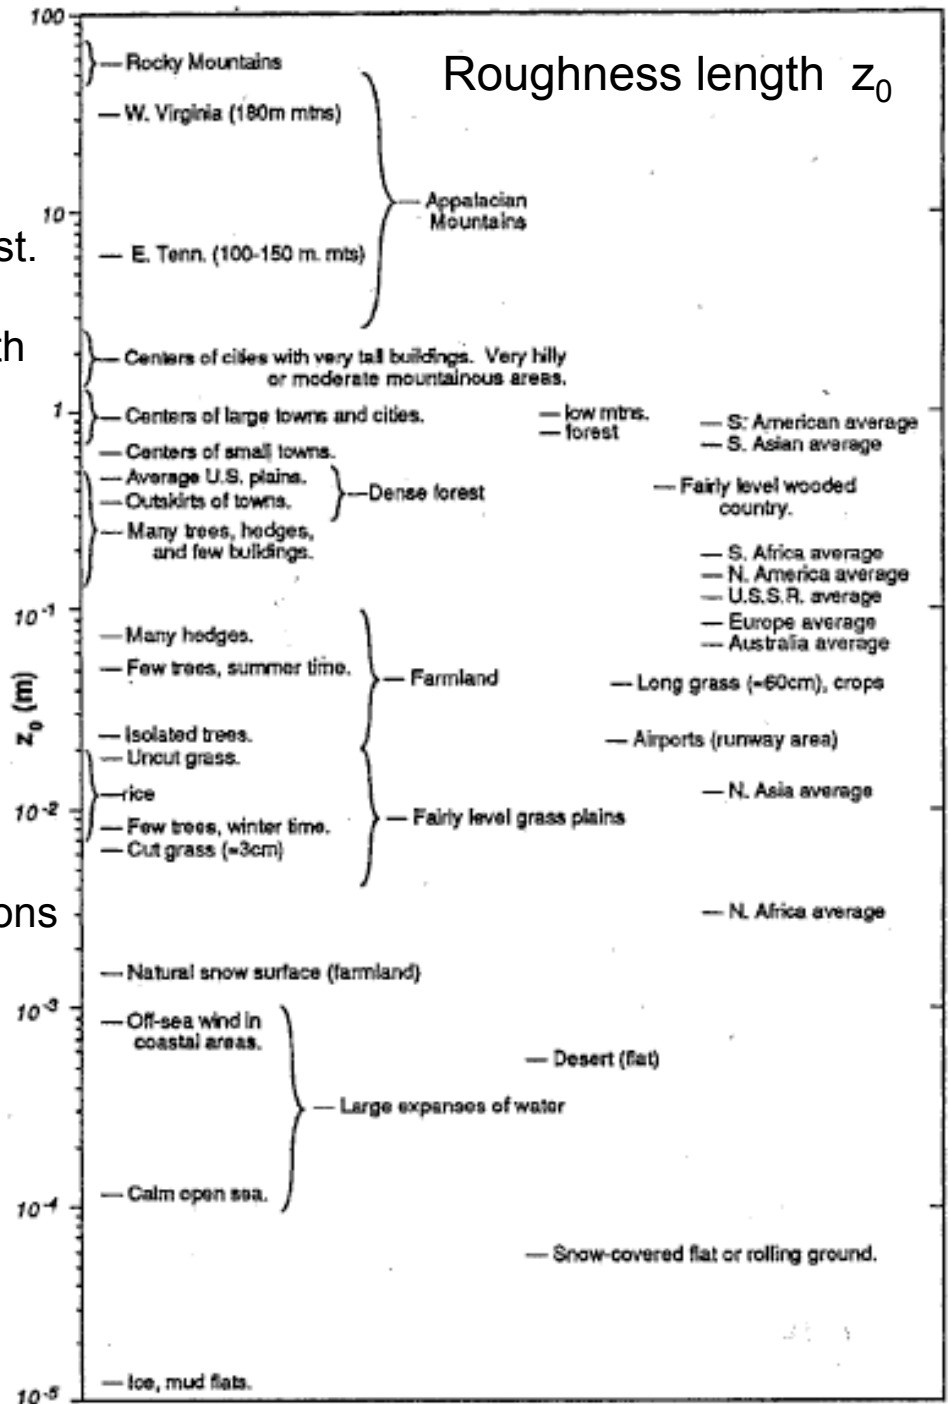 100
Rocky Mountains
Roughness length z₀
W. Virginia (180m mtns)
Appalacian
Mountains
10
st.
E. Tenn. (100-150 m. mts)
th
Centers of cities with very tall buildings. Very hilly
or moderate mountainous areas.
1
Centers of large towns and cities.
low mtns.
forest
S. American average
S. Asian average
Centers of small towns.
Average U.S. plains.
Outskirts of towns.
Dense forest
Fairly level wooded
country.
Many trees, hedges,
and few buildings.
S. Africa average
N. America average
U.S.S.R. average
10⁻¹
Europe average
Australia average
Many hedges.
Few trees, summer time.
Farmland
Long grass (≈60cm), crops
z₀ (m)
Isolated trees.
Airports (runway area)
Uncut grass.
rice
N. Asia average
10⁻²
Few trees, winter time.
Fairly level grass plains
Cut grass (≈3cm)
ons
N. Africa average
Natural snow surface (farmland)
10⁻³
Off-sea wind in
coastal areas.
Desert (flat)
Large expanses of water
Calm open sea.
10⁻⁴
Snow-covered flat or rolling ground.
Ice, mud flats.
10⁻⁵